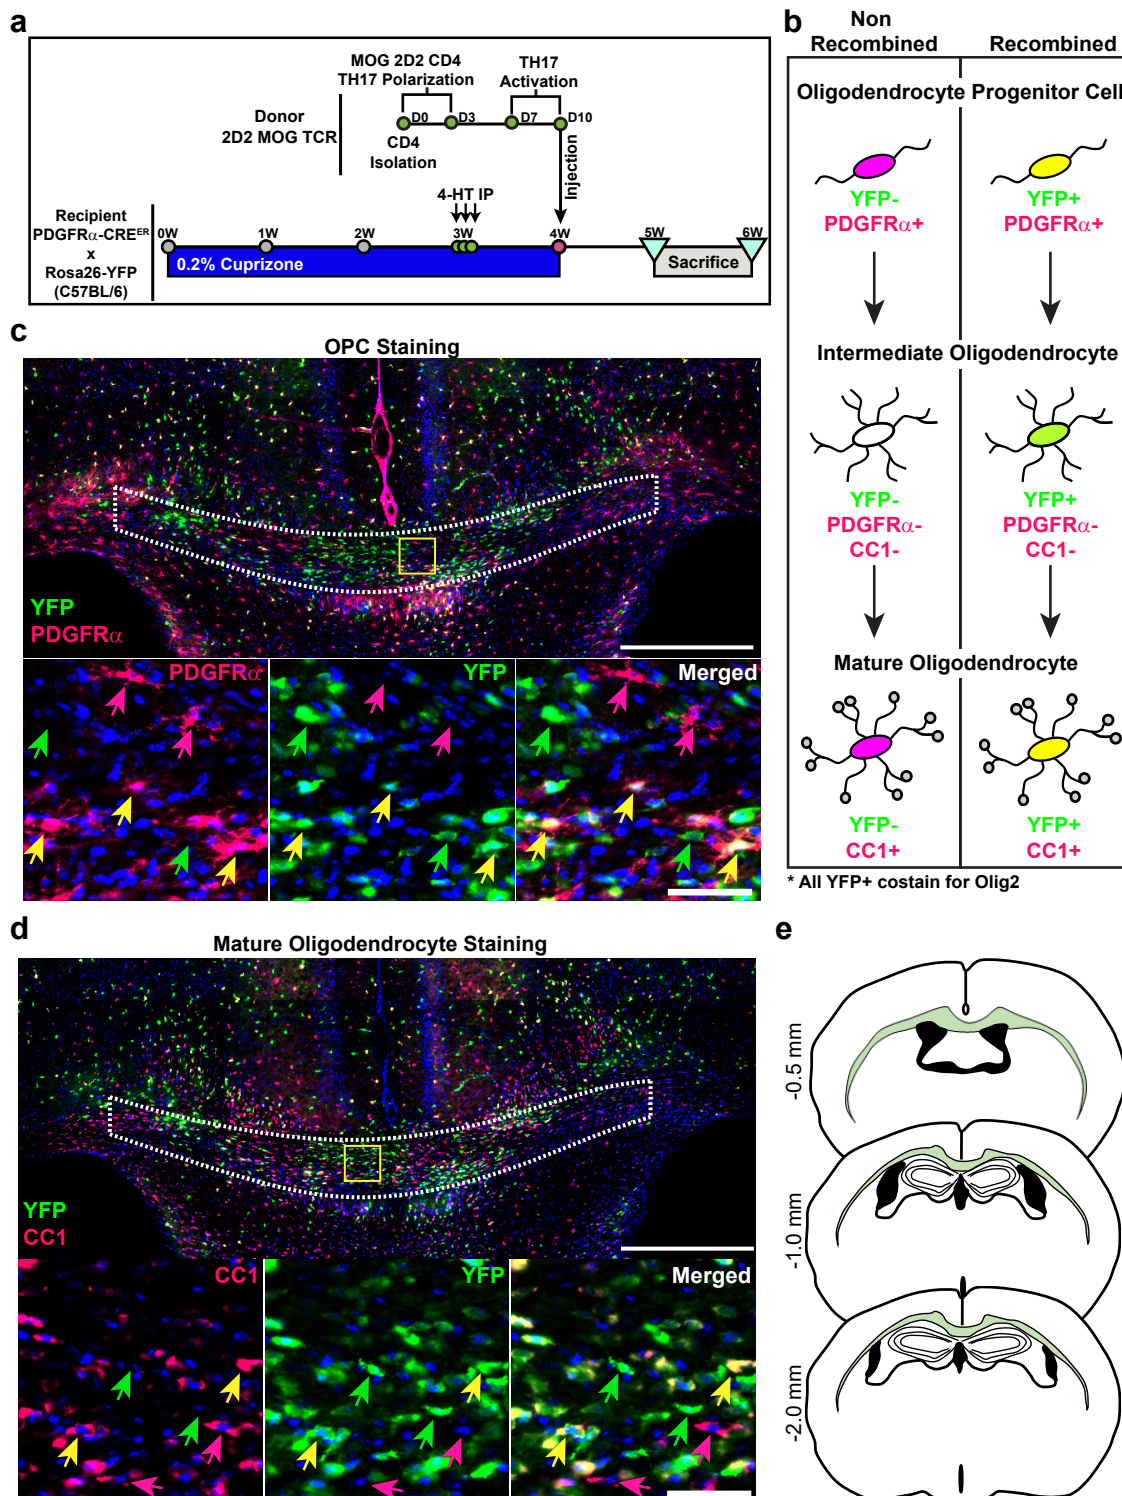 a
MOG 2D2 CD4
TH17 Polarization
TH17
Activation
Donor
2D2 MOG TCR
D0
D3
D7
D10
CD4
Isolation
Injection
4-HT IP
Recipient
PDGFRα-CREᴱᴿ
x
Rosa26-YFP
(C57BL/6)
0W
1W
2W
3W
4W
5W
6W
0.2% Cuprizone
Sacrifice
b
Non
Recombined
Recombined
Oligodendrocyte Progenitor Cell
YFP-
PDGFRα+
YFP+
PDGFRα+
Intermediate Oligodendrocyte
YFP-
PDGFRα-
CC1-
YFP+
PDGFRα-
CC1-
Mature Oligodendrocyte
YFP-
CC1+
YFP+
CC1+
* All YFP+ costain for Olig2
c
OPC Staining
YFP
PDGFRα
PDGFRα
YFP
Merged
d
Mature Oligodendrocyte Staining
YFP
CC1
CC1
YFP
Merged
e
-0.5 mm
-1.0 mm
-2.0 mm